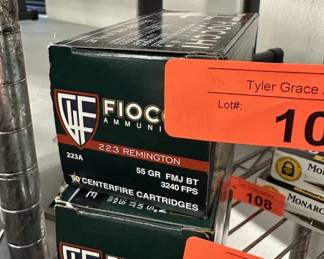 Tyler Grace
Lot#:
10
FIOCC
AMMUNI
223 REMINGTON
223A
55 GR FMJ BT
3240 FPS
50 CENTERFIRE CARTRIDGES
108
MONARC
FIOC